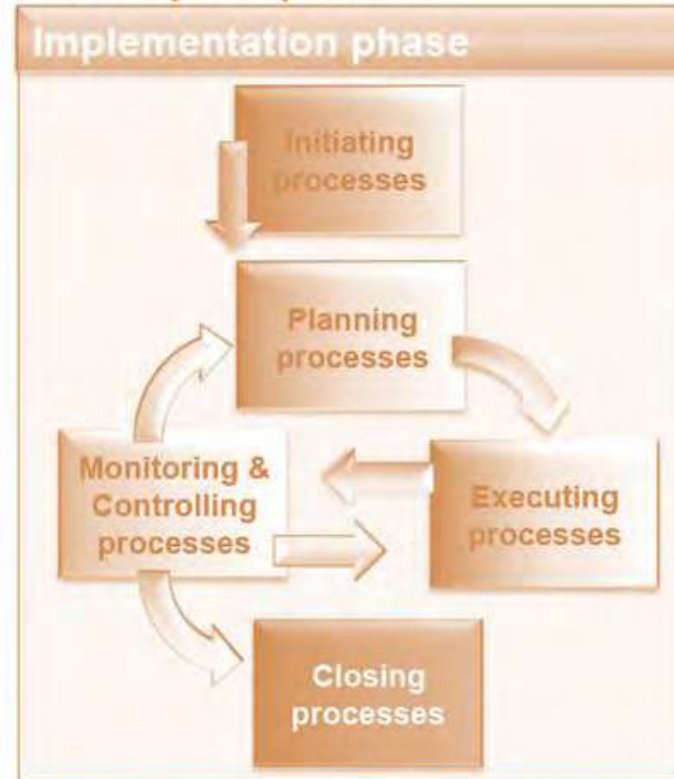 Implementation phase
Initiating
processes
Planning
processes
Monitoring &
Controlling
processes
Executing
processes
Closing
processes